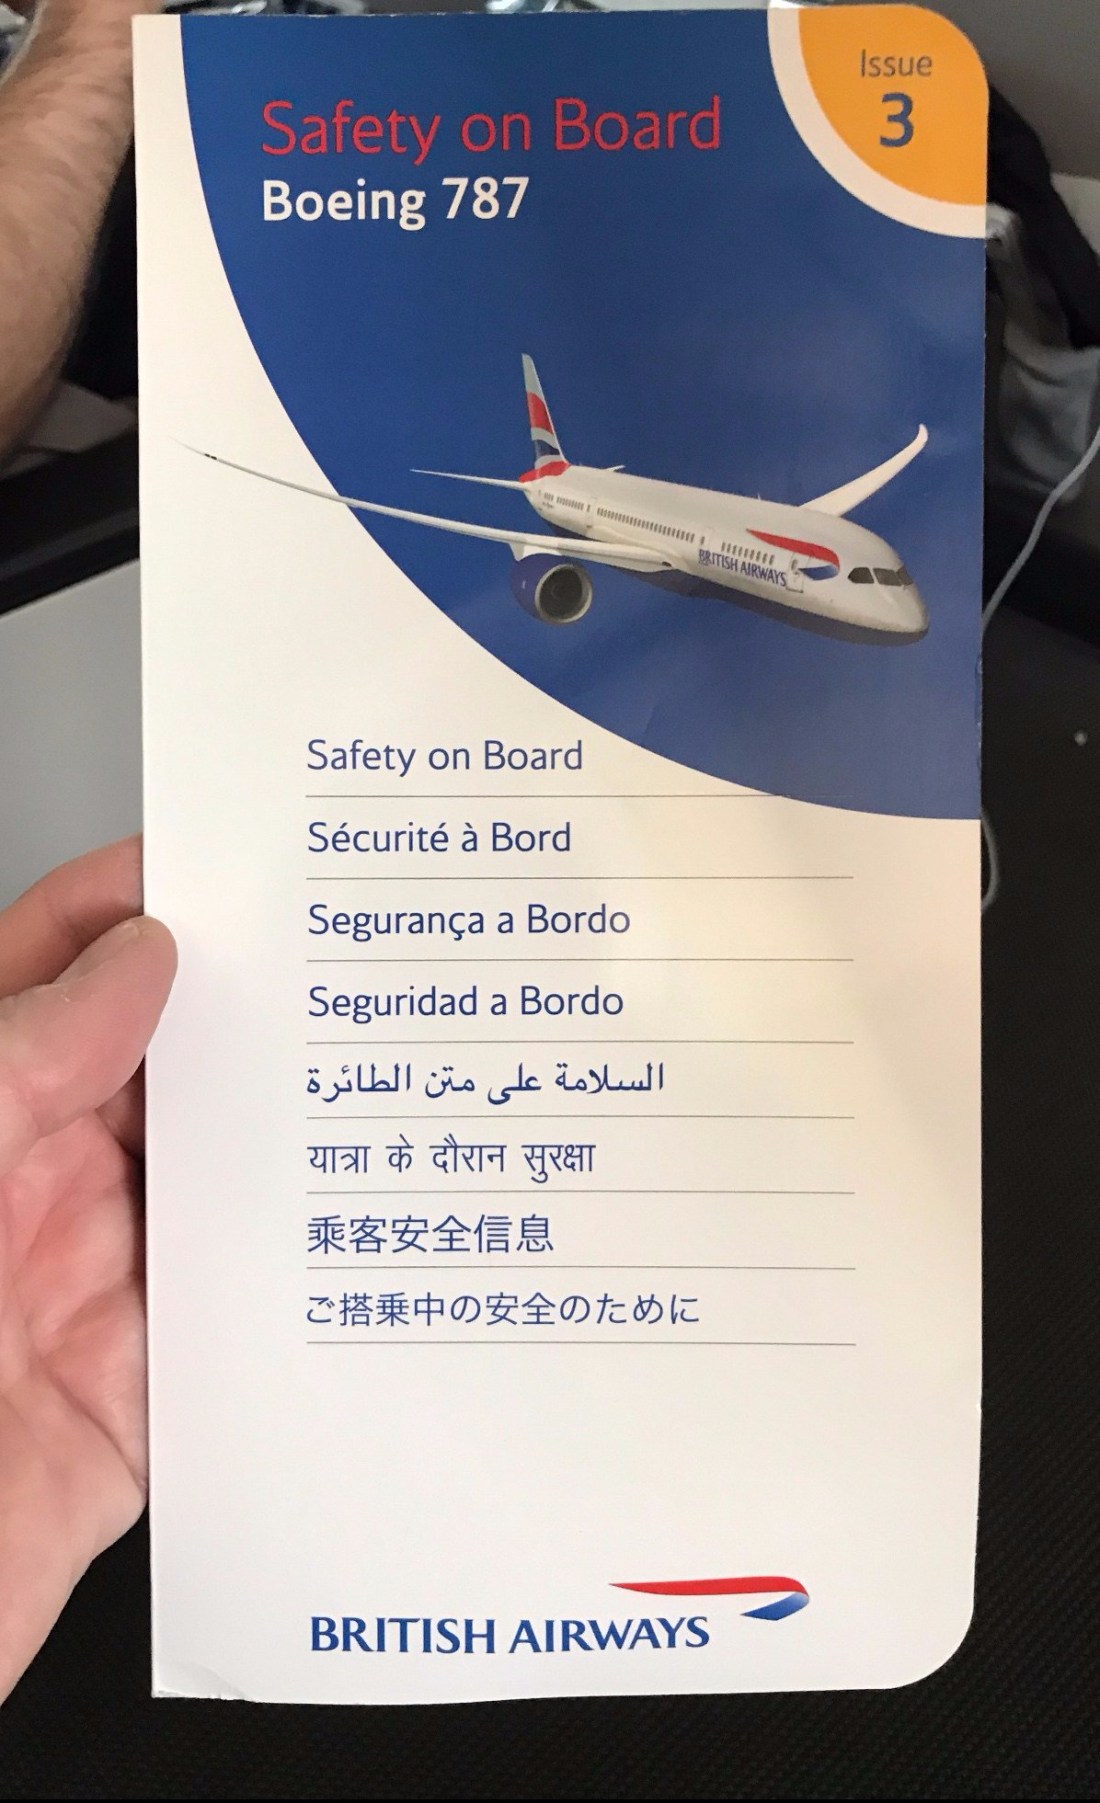 Issue
3
Safety on Board
Boeing 787
BRITISH AIRWAYS
Safety on Board
Sécurité à Bord
Segurança a Bordo
Seguridad a Bordo
السلامة على متن الطائرة
यात्रा के दौरान सुरक्षा
乘客安全信息
ご搭乗中の安全のために
BRITISH AIRWAYS